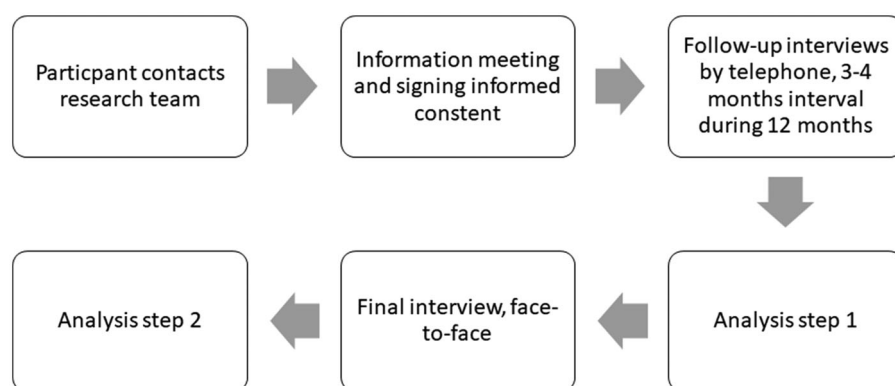 Particpant contacts
research team
Information meeting
and signing informed
constent
Follow-up interviews
by telephone, 3-4
months interval
during 12 months
Analysis step 1
Final interview, face-
to-face
Analysis step 2